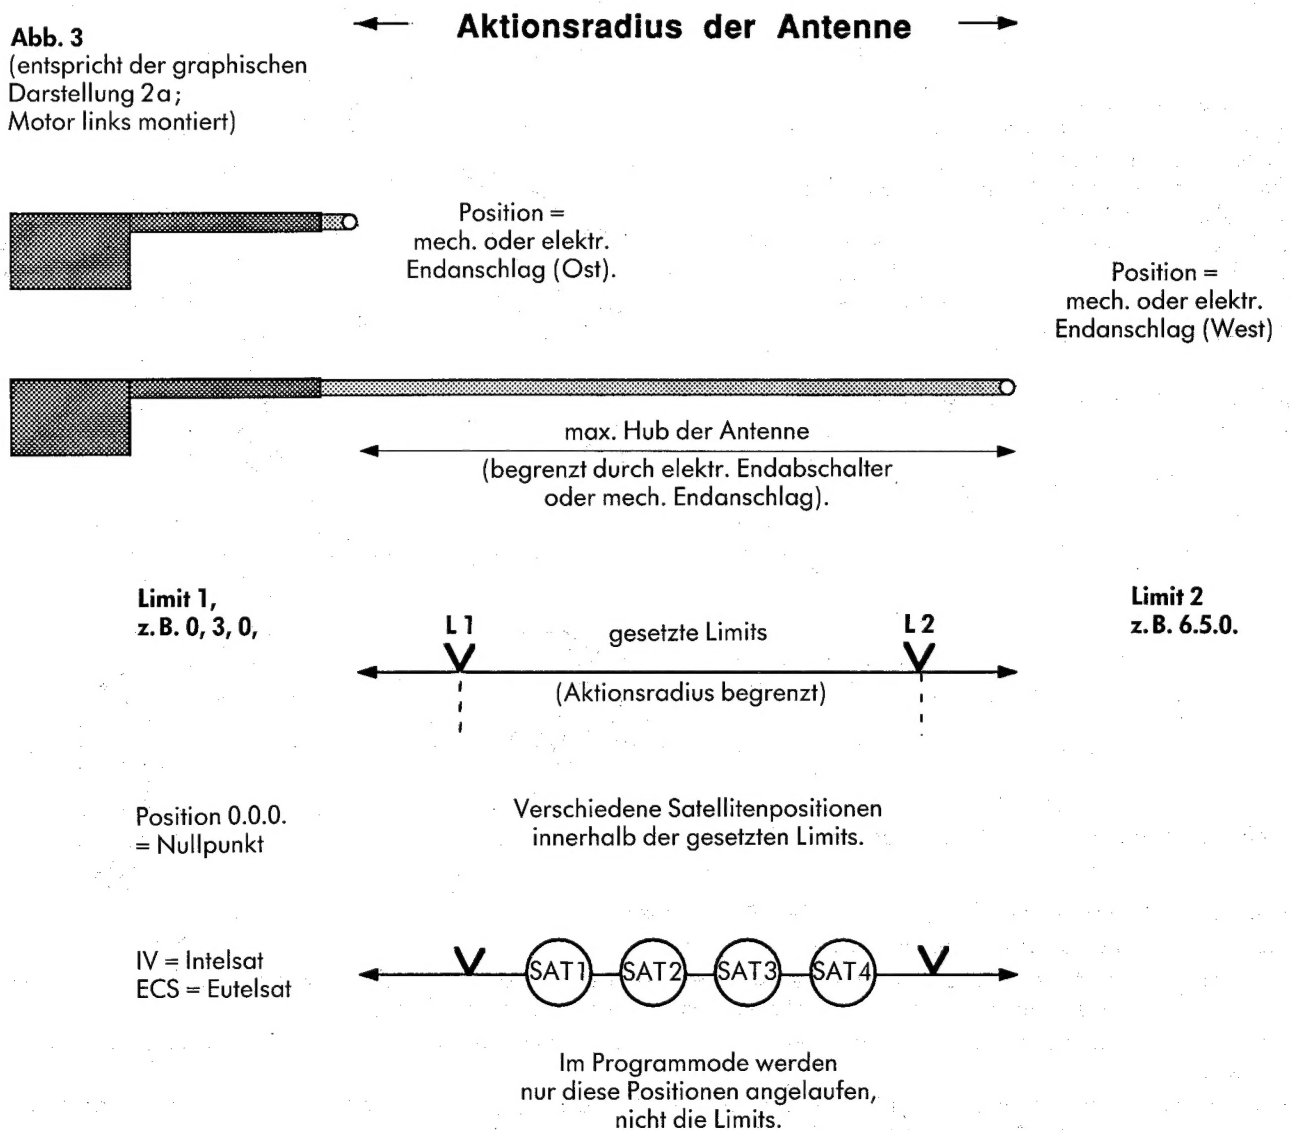 Aktionsradius der Antenne
Abb. 3
(entspricht der graphischen
Darstellung 2a;
Motor links montiert)
Position =
mech. oder elektr.
Endanschlag (Ost).
Position =
mech. oder elektr.
Endanschlag (West)
max. Hub der Antenne
(begrenzt durch elektr. Endabschalter
oder mech. Endanschlag).
Limit 1,
z. B. 0, 3, 0,
L 1
gesetzte Limits
L 2
(Aktionsradius begrenzt)
Limit 2
z. B. 6.5.0.
Position 0.0.0.
= Nullpunkt
Verschiedene Satellitenpositionen
innerhalb der gesetzten Limits.
IV = Intelsat
ECS = Eutelsat
SAT1 SAT2 SAT3 SAT4
Im Programmode werden
nur diese Positionen angelaufen,
nicht die Limits.